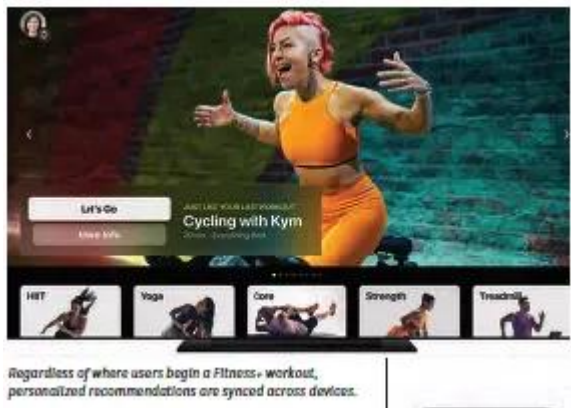 Let's Go
JUST LIKE YOUR LAST WORKOUT
More Info
Cycling with Kym
HIIT
Yoga
Core
Strength
Treadmill
Regardless of where users begin a Fitness+ workout,
personalized recommendations are synced across devices.